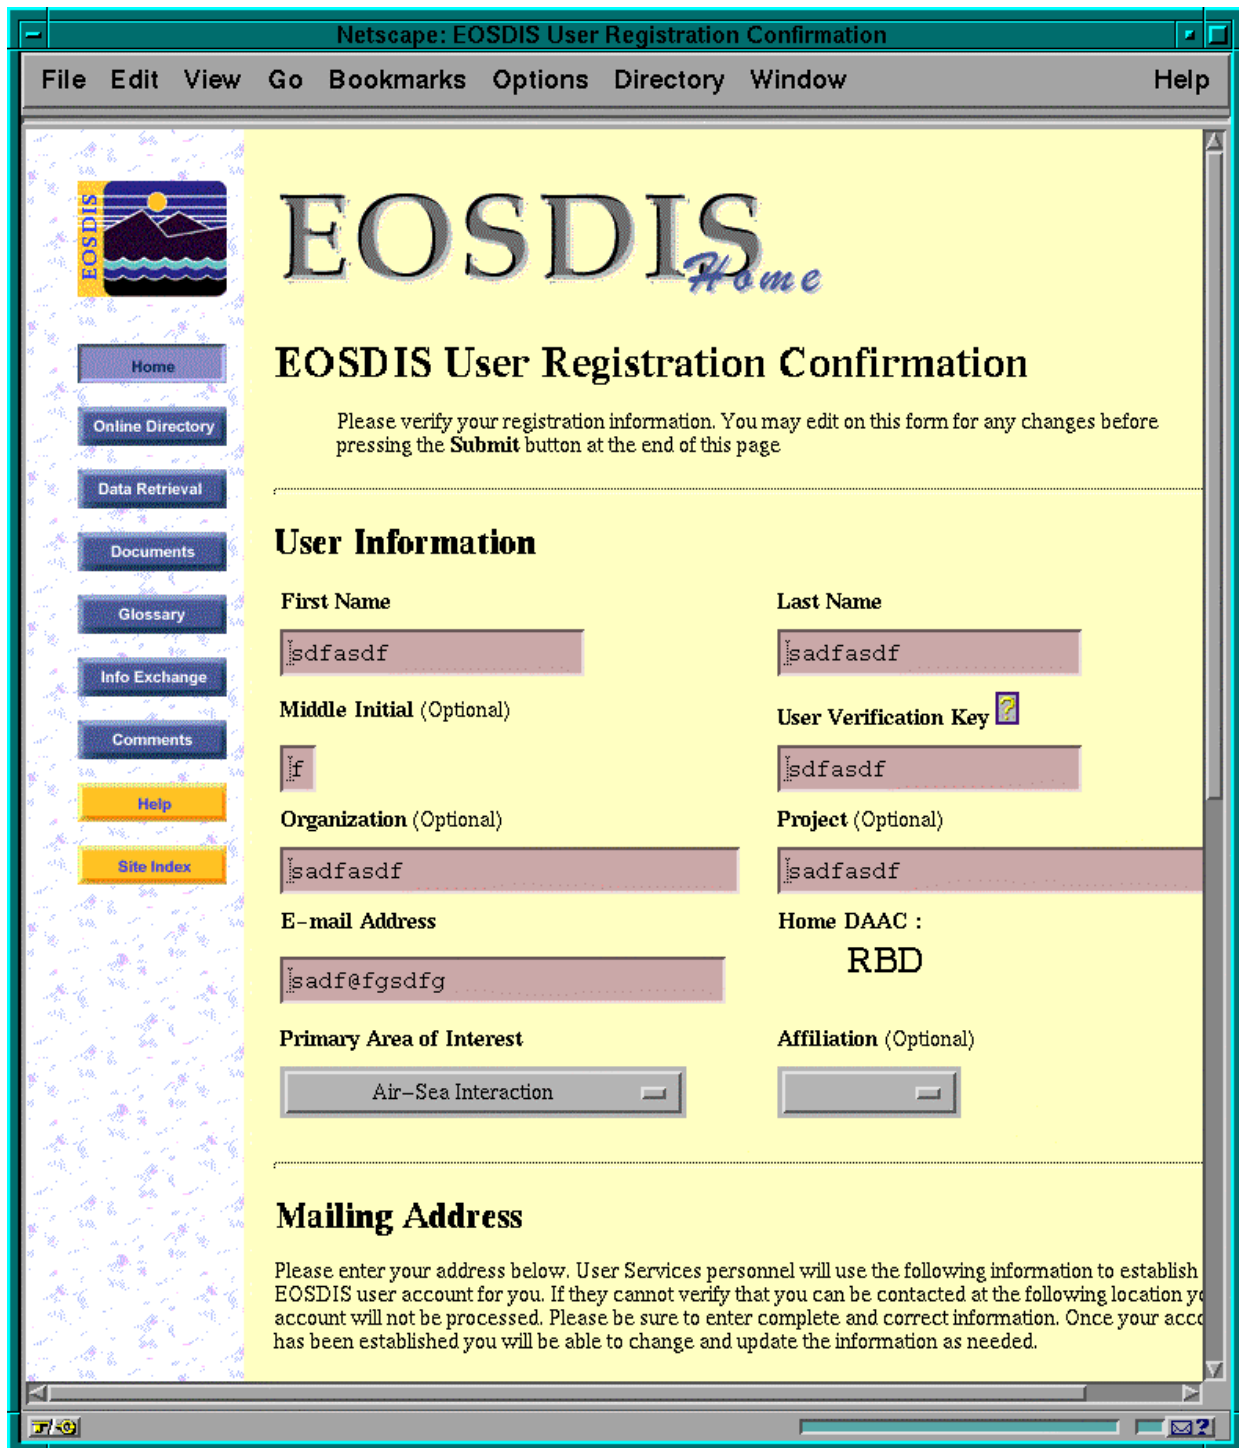 Netscape: EOSDIS User Registration Confirmation
File Edit View Go Bookmarks Options Directory Window Help
EOSDIS
EOSDIS
Home
Home
Online Directory
Data Retrieval
Documents
Glossary
Info Exchange
Comments
Help
Site Index
EOSDIS User Registration Confirmation
Please verify your registration information. You may edit on this form for any changes before
pressing the Submit button at the end of this page
User Information
First Name Last Name
sdfasdf sadfasdf
Middle Initial (Optional) User Verification Key ?
f sdfasdf
Organization (Optional) Project (Optional)
sadfasdf sadfasdf
E-mail Address Home DAAC :
sadf@fgsdfg RBD
Primary Area of Interest Affiliation (Optional)
Air-Sea Interaction
Mailing Address
Please enter your address below. User Services personnel will use the following information to establish
EOSDIS user account for you. If they cannot verify that you can be contacted at the following location yo
account will not be processed. Please be sure to enter complete and correct information. Once your acco
has been established you will be able to change and update the information as needed.